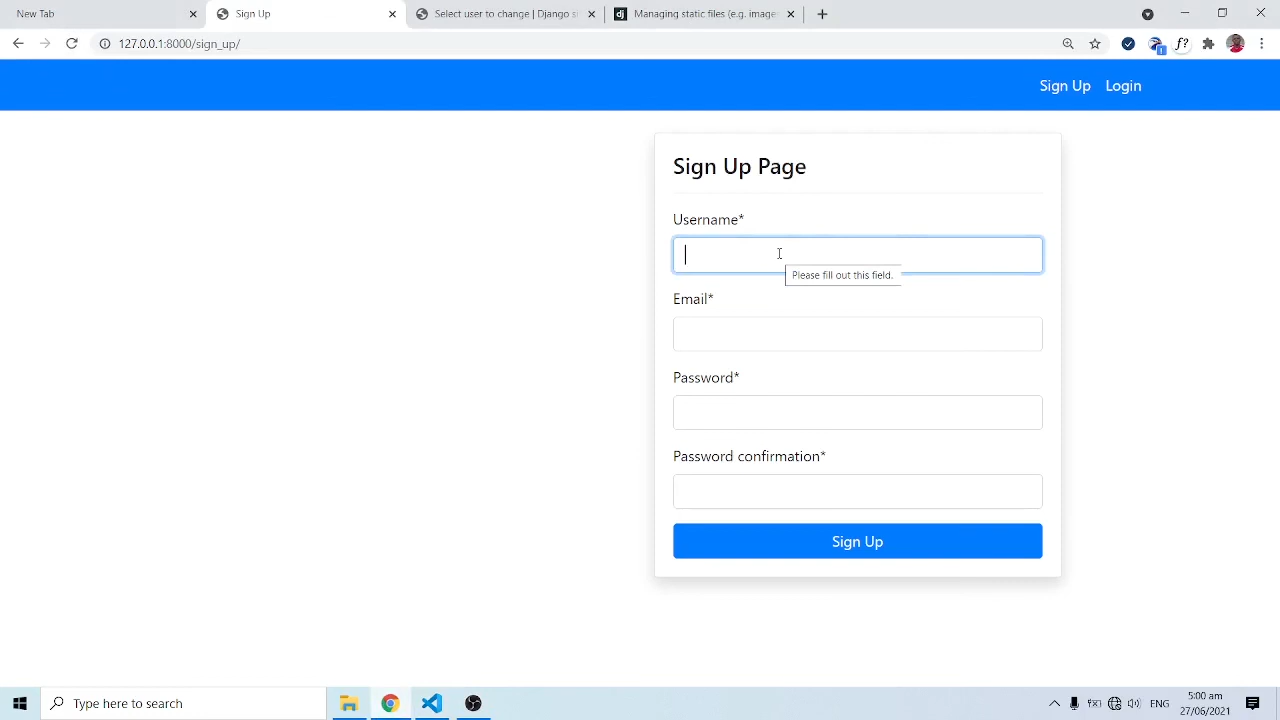 New Tab
Sign Up
Select user to change | Django si
Managing static files (e.g. image
127.0.0.1:8000/sign_up/
Sign Up Login
Sign Up Page
Username*
Please fill out this field.
Email*
Password*
Password confirmation*
Sign Up
Type here to search
ENG
5:00 am
27/06/2021